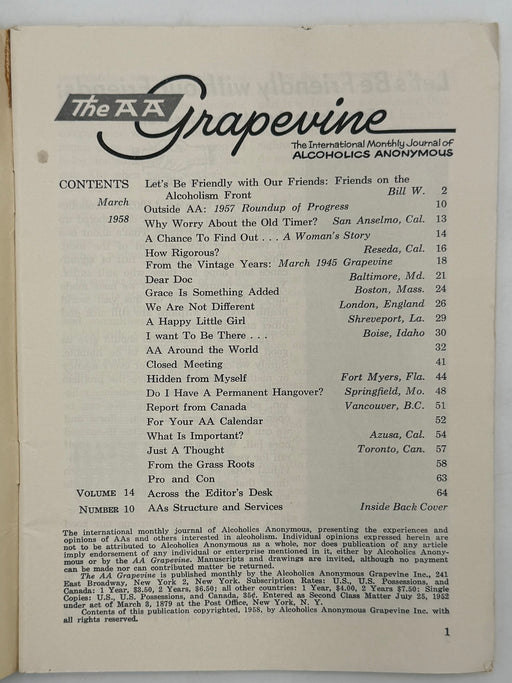 The AA Grapevine
The International Monthly Journal of
ALCOHOLICS ANONYMOUS
CONTENTS
March
1958
Let's Be Friendly with Our Friends: Friends on the
Alcoholism Front Bill W. 2
Outside AA: 1957 Roundup of Progress 10
Why Worry About the Old Timer? San Anselmo, Cal. 13
A Chance To Find Out . . . A Woman's Story 14
How Rigorous? Reseda, Cal. 16
From the Vintage Years: March 1945 Grapevine 18
Dear Doc Baltimore, Md. 21
Grace Is Something Added Boston, Mass. 24
We Are Not Different London, England 26
A Happy Little Girl Shreveport, La. 29
I want To Be There . . . Boise, Idaho 30
AA Around the World 32
Closed Meeting 41
Hidden from Myself Fort Myers, Fla. 44
Do I Have A Permanent Hangover? Springfield, Mo. 48
Report from Canada Vancouver, B.C. 51
For Your AA Calendar 52
What Is Important? Azusa, Cal. 54
Just A Thought Toronto, Can. 57
From the Grass Roots 58
Pro and Con 63
VOLUME 14 Across the Editor's Desk 64
NUMBER 10 AAs Structure and Services Inside Back Cover
The international monthly journal of Alcoholics Anonymous, presenting the experiences and
opinions of AAs and others interested in alcoholism. Individual opinions expressed herein are
not to be attributed to Alcoholics Anonymous as a whole, nor does publication of any article
imply endorsement of any individual or enterprise mentioned in it, either by Alcoholics Anony-
mous or by the AA Grapevine. Manuscripts and drawings are invited, although no payment
can be made nor can contributed matter be returned.
The AA Grapevine is published monthly by the Alcoholics Anonymous Grapevine Inc., 241
East Broadway, New York 2, New York. Subscription Rates: U.S., U.S. Possessions, and
Canada: 1 Year, $3.50, 2 Years, $6.50; all other countries: 1 Year, $4.00, 2 Years $7.50; Single
Copies: U.S., U.S. Possessions, and Canada, 35¢. Entered as Second Class Matter July 25, 1952
under act of March 3, 1879 at the Post Office, New York, N. Y.
Contents of this publication copyrighted, 1958, by Alcoholics Anonymous Grapevine Inc. with
all rights reserved.
1